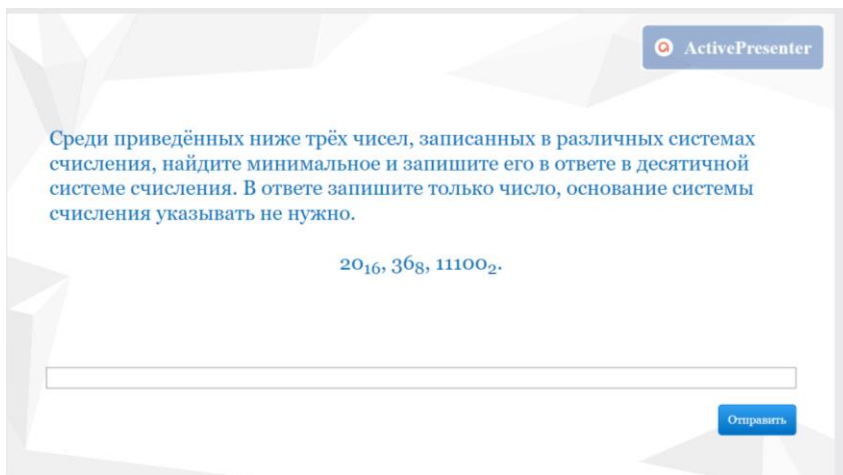 ActivePresenter
Среди приведённых ниже трёх чисел, записанных в различных системах
счисления, найдите минимальное и запишите его в ответе в десятичной
системе счисления. В ответе запишите только число, основание системы
счисления указывать не нужно.
20₁₆, 36₈, 11100₂.
Отправить